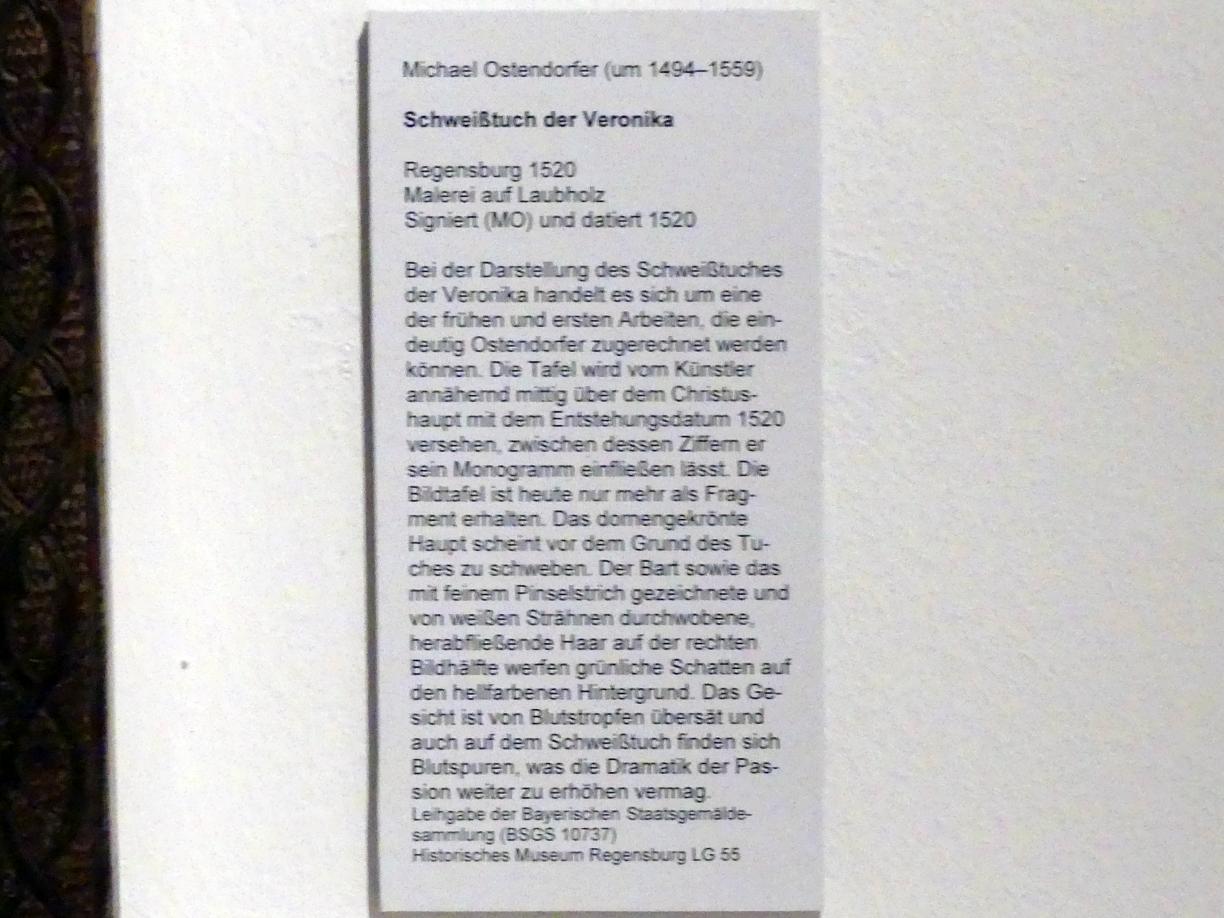 Michael Ostendorfer (um 1494–1559)
Schweißtuch der Veronika
Regensburg 1520
Malerei auf Laubholz
Signiert (MO) und datiert 1520
Bei der Darstellung des Schweißtuches
der Veronika handelt es sich um eine
der frühen und ersten Arbeiten, die ein-
deutig Ostendorfer zugerechnet werden
können. Die Tafel wird vom Künstler
annähernd mittig über dem Christus-
haupt mit dem Entstehungsdatum 1520
versehen, zwischen dessen Ziffern er
sein Monogramm einfließen lässt. Die
Bildtafel ist heute nur mehr als Frag-
ment erhalten. Das dornengekrönte
Haupt scheint vor dem Grund des Tu-
ches zu schweben. Der Bart sowie das
mit feinem Pinselstrich gezeichnete und
von weißen Strähnen durchwobene,
herabfließende Haar auf der rechten
Bildhälfte werfen grünliche Schatten auf
den hellfarbenen Hintergrund. Das Ge-
sicht ist von Blutstropfen übersät und
auch auf dem Schweißtuch finden sich
Blutspuren, was die Dramatik der Pas-
sion weiter zu erhöhen vermag.
Leihgabe der Bayerischen Staatsgemälde-
sammlung (BSGS 10737)
Historisches Museum Regensburg LG 55